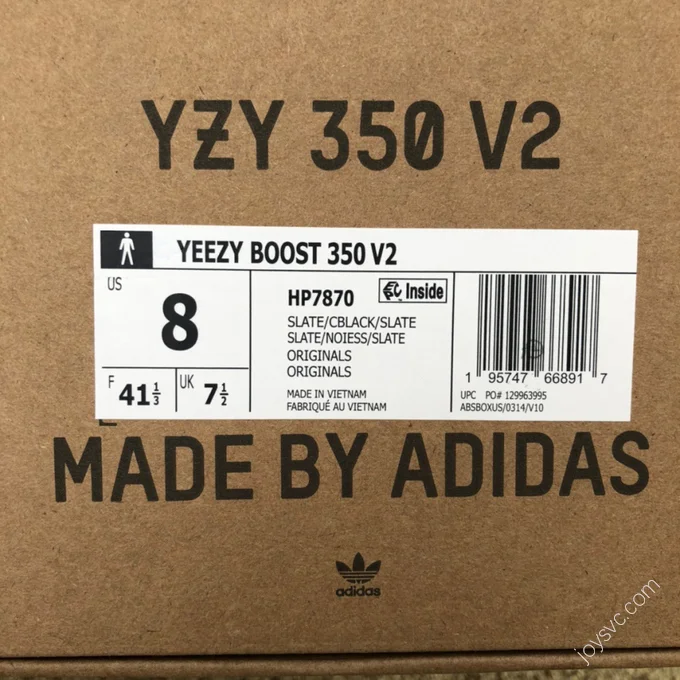 YZY 350 V2
YEEZY BOOST 350 V2
US
8
F 41 1/3
UK 7 1/2
HP7870
Inside
SLATE/CBLACK/SLATE
SLATE/NOIESS/SLATE
ORIGINALS
ORIGINALS
MADE IN VIETNAM
FABRIQUÉ AU VIETNAM
1 95747 66891 7
UPC PO# 129963995
ABSBOXUS/0314/V10
MADE BY ADIDAS
adidas
joysvc.com